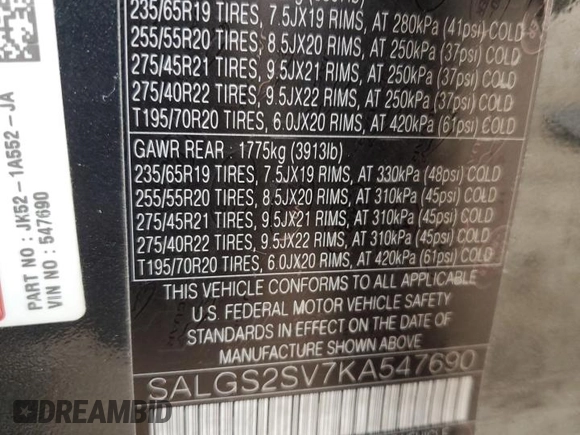 235/65R19 TIRES, 7.5JX19 RIMS, AT 280kPa (41psi) COLD
255/55R20 TIRES, 8.5JX20 RIMS, AT 250kPa (37psi) COLD
275/45R21 TIRES, 9.5JX21 RIMS, AT 250kPa (37psi) COLD
275/40R22 TIRES, 9.5JX22 RIMS, AT 250kPa (37psi) COLD
T195/70R20 TIRES, 6.0JX20 RIMS, AT 420kPa (61psi) COLD
GAWR REAR : 1775kg (3913lb)
235/65R19 TIRES, 7.5JX19 RIMS, AT 330kPa (48psi) COLD
255/55R20 TIRES, 8.5JX20 RIMS, AT 310kPa (45psi) COLD
275/45R21 TIRES, 9.5JX21 RIMS, AT 310kPa (45psi) COLD
275/40R22 TIRES, 9.5JX22 RIMS, AT 310kPa (45psi) COLD
T195/70R20 TIRES, 6.0JX20 RIMS, AT 420kPa (61psi) COLD
THIS VEHICLE CONFORMS TO ALL APPLICABLE
U.S. FEDERAL MOTOR VEHICLE SAFETY
STANDARDS IN EFFECT ON THE DATE OF
MANUFACTURE SHOWN ABOVE
SALGS2SV7KA547690
PART NO : JK52-1A552-JA
VIN NO : 547690
DREAMBID